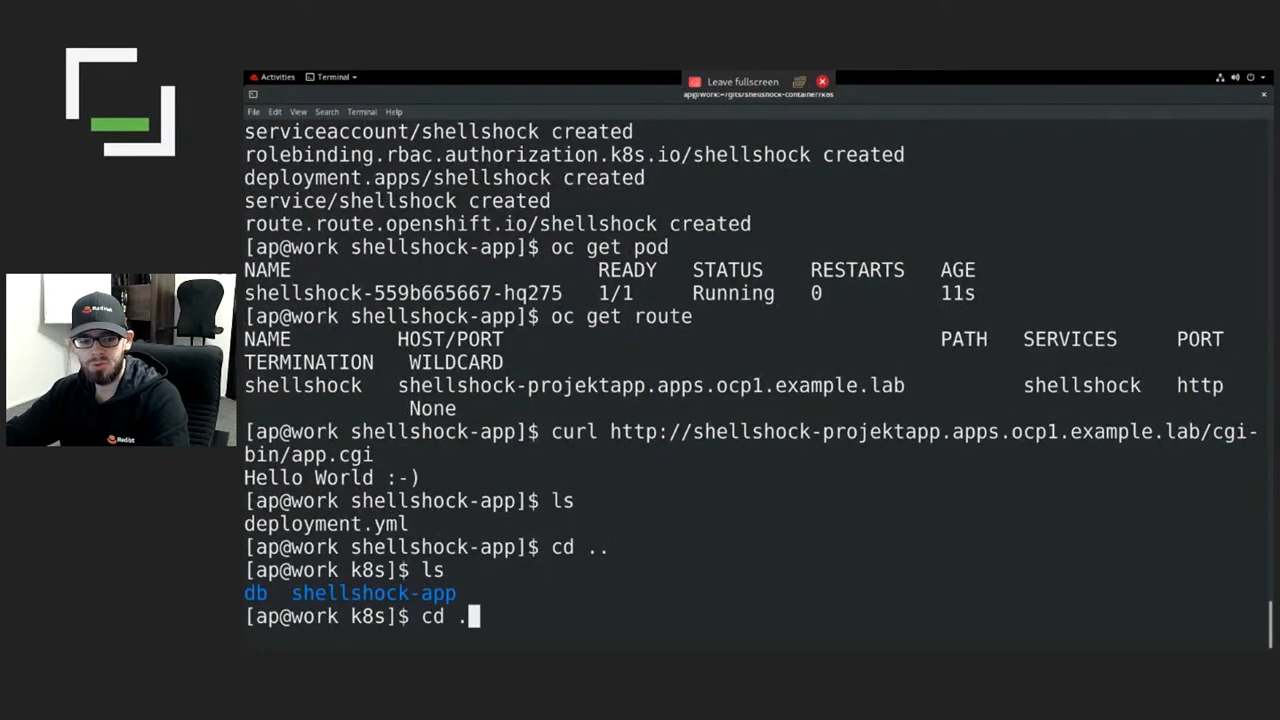 Activities Terminal
Leave fullscreen
ap@work:~/gits/shellshock-container/k8s
File Edit View Search Terminal Help
serviceaccount/shellshock created
rolebinding.rbac.authorization.k8s.io/shellshock created
deployment.apps/shellshock created
service/shellshock created
route.route.openshift.io/shellshock created
[ap@work shellshock-app]$ oc get pod
NAME READY STATUS RESTARTS AGE
shellshock-559b665667-hq275 1/1 Running 0 11s
[ap@work shellshock-app]$ oc get route
NAME HOST/PORT PATH SERVICES PORT
TERMINATION WILDCARD
shellshock shellshock-projektapp.apps.ocp1.example.lab shellshock http
None
[ap@work shellshock-app]$ curl http://shellshock-projektapp.apps.ocp1.example.lab/cgi-
bin/app.cgi
Hello World :-)
[ap@work shellshock-app]$ ls
deployment.yml
[ap@work shellshock-app]$ cd ..
[ap@work k8s]$ ls
db shellshock-app
[ap@work k8s]$ cd .